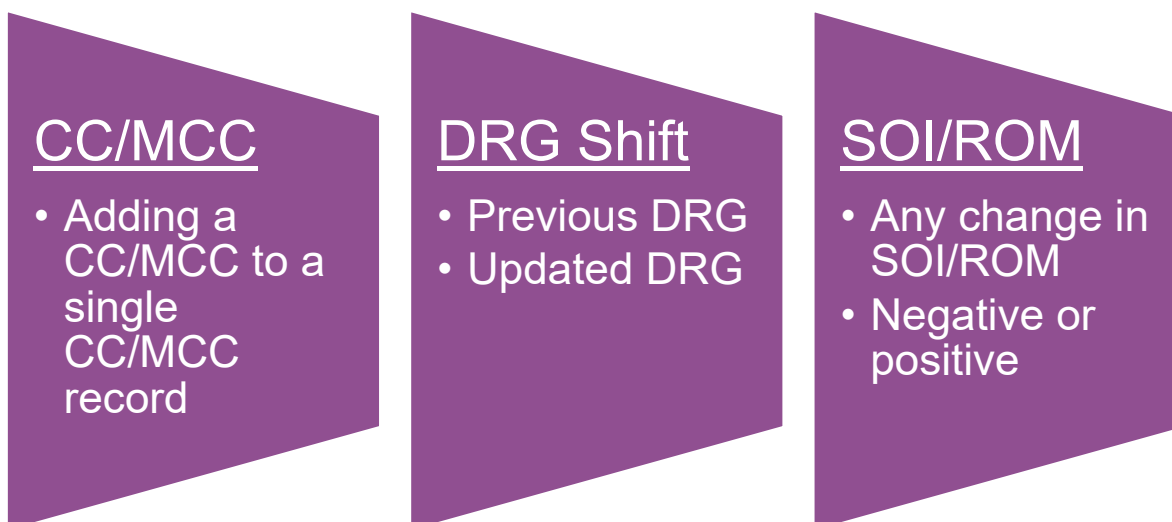 CC/MCC
• Adding a
CC/MCC to a
single
CC/MCC
record
DRG Shift
• Previous DRG
• Updated DRG
SOI/ROM
• Any change in
SOI/ROM
• Negative or
positive